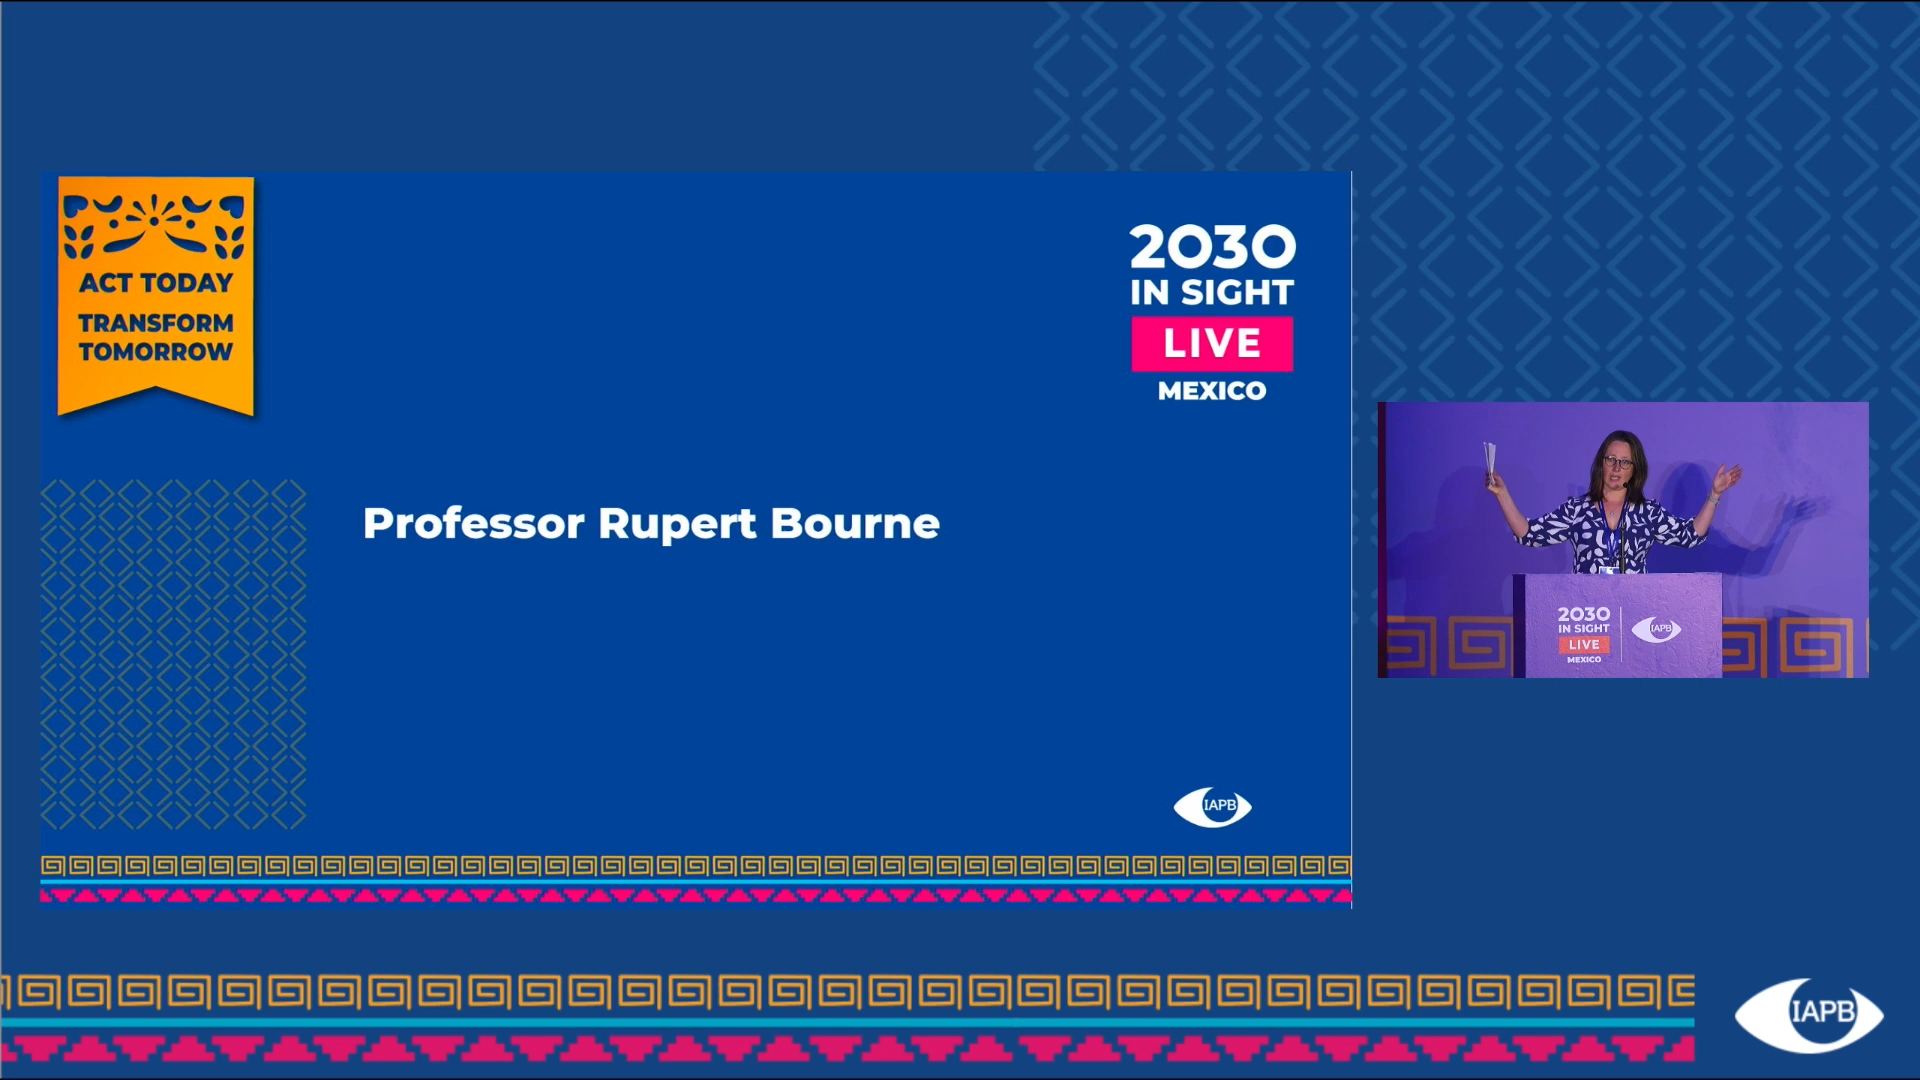 ACT TODAY
TRANSFORM
TOMORROW
2030
IN SIGHT
LIVE
MEXICO
Professor Rupert Bourne
IAPB
2030
IN SIGHT
LIVE
MEXICO
IAPB
IAPB